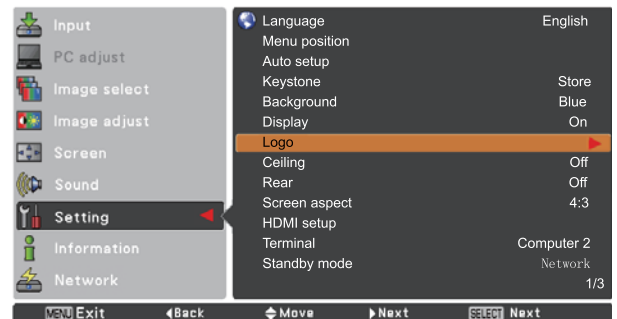 Input
PC adjust
Image select
Image adjust
Screen
Sound
Setting
Information
Network
Language English
Menu position
Auto setup
Keystone Store
Background Blue
Display On
Logo
Ceiling Off
Rear Off
Screen aspect 4:3
HDMI setup
Terminal Computer 2
Standby mode Network
1/3
MENU Exit Back Move Next SELECT Next